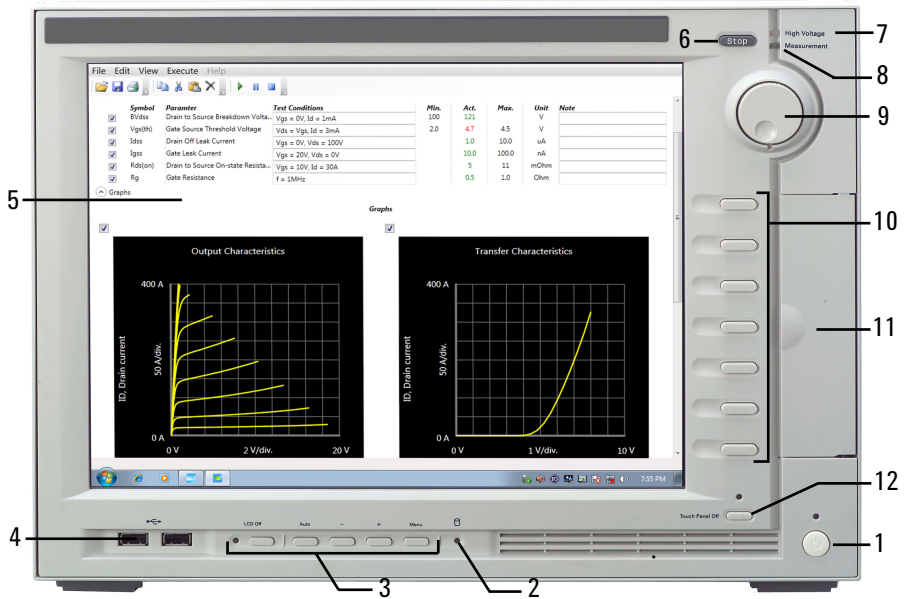 6
Stop
High Voltage
7
Measurement
8
File Edit View Execute Help
Symbol Paramter Test Conditions Min. Act. Max. Unit Note
BVdss Drain to Source Breakdown Volta... Vgs = 0V, Id = 1mA 100 121 V
Vgs(th) Gate Source Threshold Voltage Vds = Vgs, Id = 3mA 2.0 4.7 4.5 V
Idss Drain Off Leak Current Vgs = 0V, Vds = 100V 1.0 10.0 uA
Igss Gate Leak Current Vgs = 20V, Vds = 0V 10.0 100.0 nA
Rds(on) Drain to Source On-state Resista... Vgs = 10V, Id = 30A 5 11 mOhm
Rg Gate Resistance f = 1MHz 0.5 1.0 Ohm
Graphs
Graphs
9
5
10
11
Output Characteristics
400 A
ID, Drain current
50 A/div.
0 A
0 V 2 V/div. 20 V
Transfer Characteristics
400 A
ID, Drain current
50 A/div.
0 A
0 V 1 V/div. 10 V
7:55 PM
12
Touch Panel Off
4
LCD Off Auto − + Menu
1
3
2